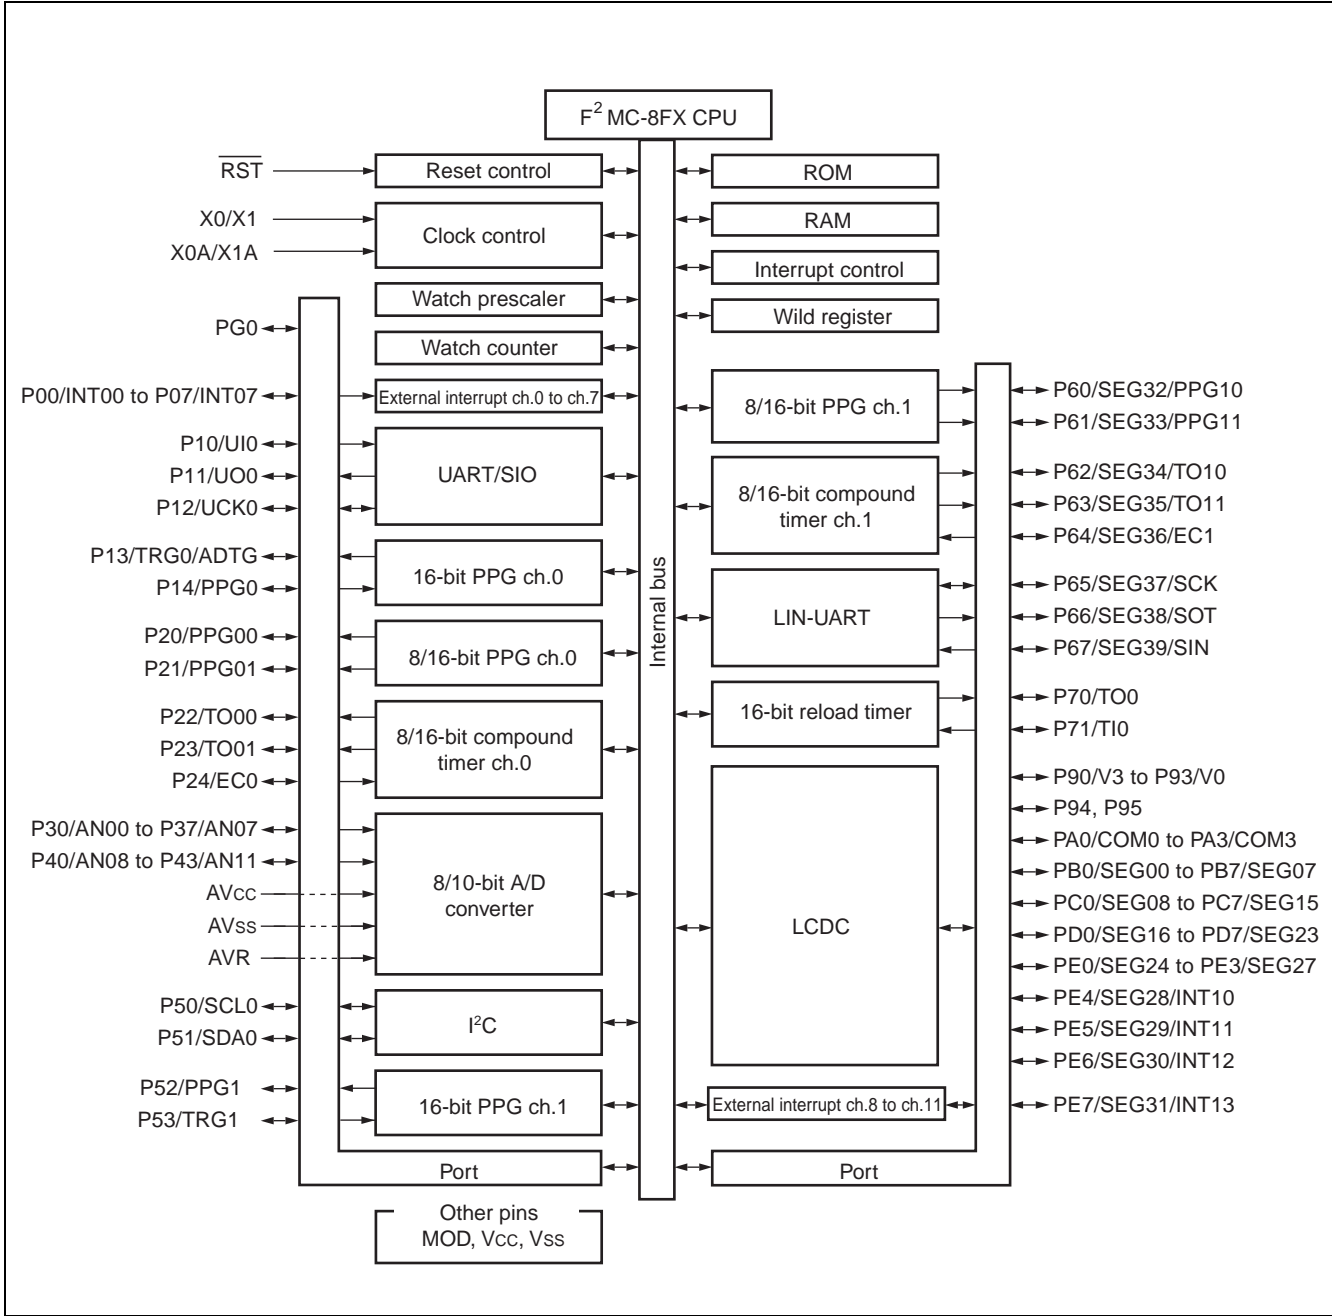 F2 MC-8FX CPU
RST
Reset control
ROM
X0/X1
X0A/X1A
Clock control
RAM
Interrupt control
Watch prescaler
Wild register
PG0
Watch counter
P00/INT00 to P07/INT07
External interrupt ch.0 to ch.7
8/16-bit PPG ch.1
P60/SEG32/PPG10
P61/SEG33/PPG11
P10/UI0
P11/UO0
P12/UCK0
UART/SIO
8/16-bit compound
timer ch.1
P62/SEG34/TO10
P63/SEG35/TO11
P64/SEG36/EC1
P13/TRG0/ADTG
P14/PPG0
16-bit PPG ch.0
Internal bus
LIN-UART
P65/SEG37/SCK
P66/SEG38/SOT
P67/SEG39/SIN
P20/PPG00
P21/PPG01
8/16-bit PPG ch.0
16-bit reload timer
P70/TO0
P71/TI0
P22/TO00
P23/TO01
P24/EC0
8/16-bit compound
timer ch.0
P30/AN00 to P37/AN07
P40/AN08 to P43/AN11
AVCC
AVSS
AVR
8/10-bit A/D
converter
LCDC
P90/V3 to P93/V0
P94, P95
PA0/COM0 to PA3/COM3
PB0/SEG00 to PB7/SEG07
PC0/SEG08 to PC7/SEG15
PD0/SEG16 to PD7/SEG23
PE0/SEG24 to PE3/SEG27
PE4/SEG28/INT10
PE5/SEG29/INT11
PE6/SEG30/INT12
P50/SCL0
P51/SDA0
I2C
P52/PPG1
P53/TRG1
16-bit PPG ch.1
External interrupt ch.8 to ch.11
PE7/SEG31/INT13
Port
Port
Other pins
MOD, VCC, VSS